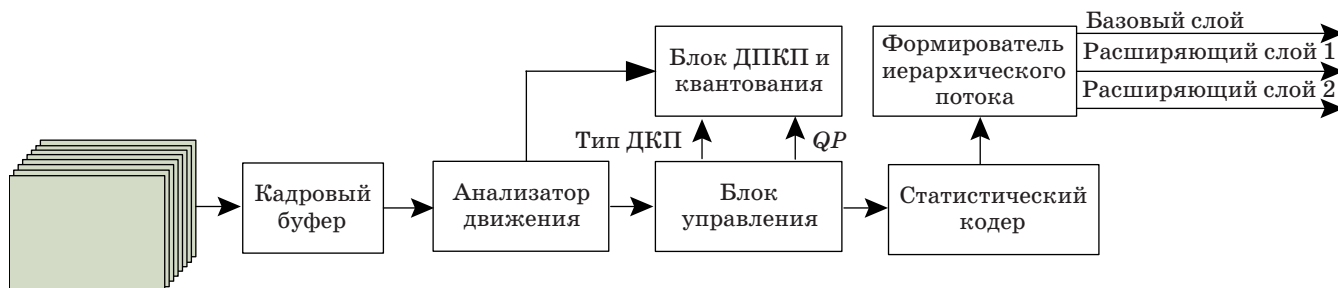 Блок ДПКП и
квантования
Формирователь
иерархического
потока
Базовый слой
Расширяющий слой 1
Расширяющий слой 2
Тип ДКП
QP
Кадровый
буфер
Анализатор
движения
Блок
управления
Статистический
кодер